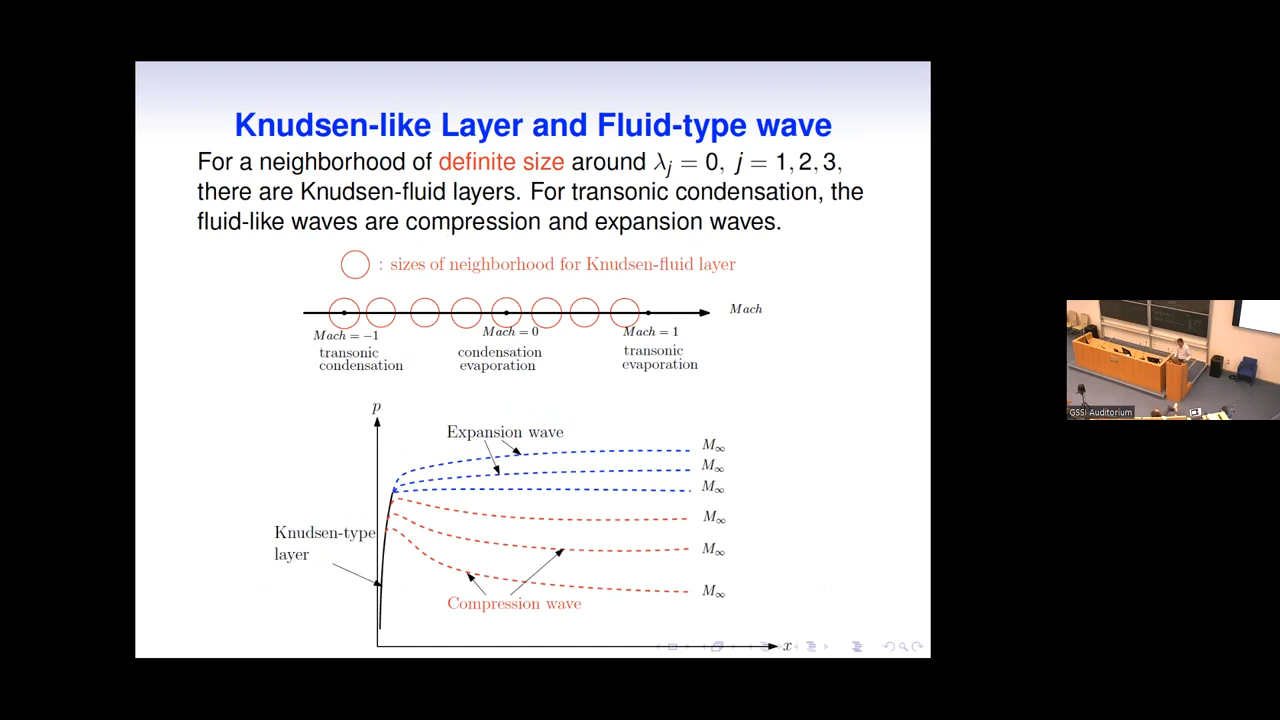 Knudsen-like Layer and Fluid-type wave
For a neighborhood of definite size around λj = 0, j = 1, 2, 3,
there are Knudsen-fluid layers. For transonic condensation, the
fluid-like waves are compression and expansion waves.
: sizes of neighborhood for Knudsen-fluid layer
Mach
Mach = −1
Mach = 0
Mach = 1
transonic
condensation
condensation
evaporation
transonic
evaporation
p
Expansion wave
M∞
M∞
M∞
M∞
Knudsen-type
layer
M∞
M∞
Compression wave
x
GSSI Auditorium